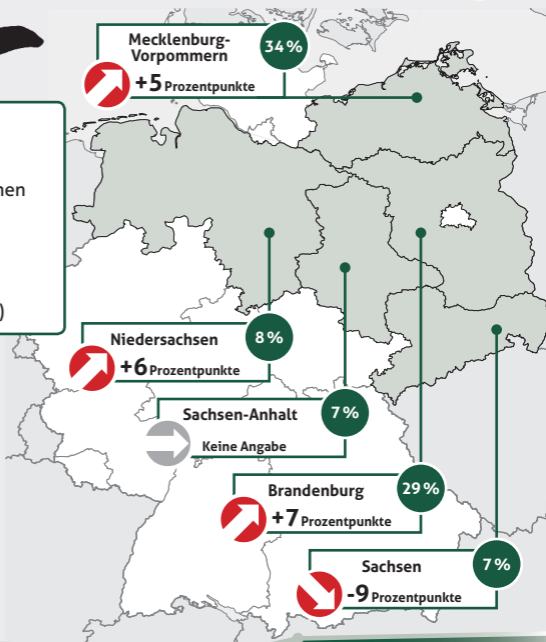 Mecklenburg-
Vorpommern
34%
+5 Prozentpunkte
nen
)
Niedersachsen
8%
+6 Prozentpunkte
Sachsen-Anhalt
7%
Keine Angabe
Brandenburg
29%
+7 Prozentpunkte
Sachsen
7%
-9 Prozentpunkte